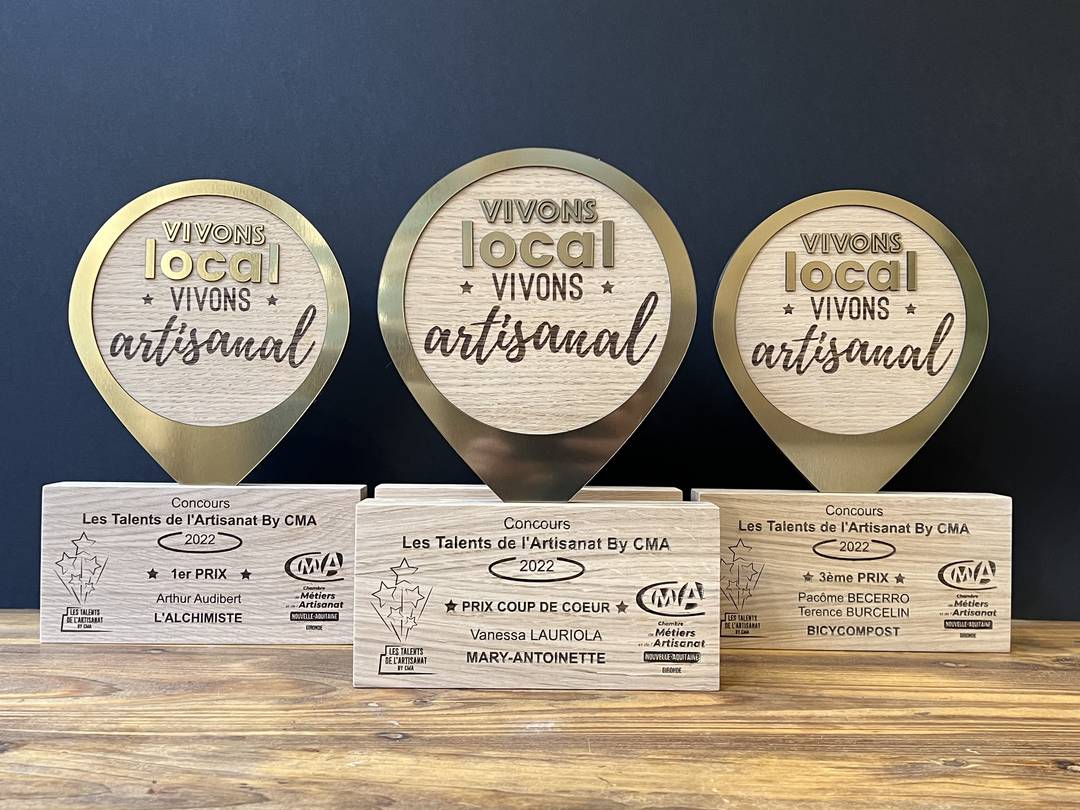 VIVONS
local
VIVONS
artisanal
Concours
Les Talents de l'Artisanat By CMA
2022
1er PRIX
Arthur Audibert
L'ALCHIMISTE
LES TALENTS
DE L'ARTISANAT
BY CMA
CMA
Chambre
de Métiers
et de l'Artisanat
NOUVELLE-AQUITAINE
GIRONDE
VIVONS
local
VIVONS
artisanal
Concours
Les Talents de l'Artisanat By CMA
2022
PRIX COUP DE COEUR
Vanessa LAURIOLA
MARY-ANTOINETTE
LES TALENTS
DE L'ARTISANAT
BY CMA
CMA
Chambre
de Métiers
et de l'Artisanat
NOUVELLE-AQUITAINE
GIRONDE
VIVONS
local
VIVONS
artisanal
Concours
Les Talents de l'Artisanat By CMA
2022
3ème PRIX
Pacôme BECERRO
Terence BURCELIN
BICYCOMPOST
CMA
Chambre
de Métiers
et de l'Artisanat
NOUVELLE-AQUITAINE
GIRONDE